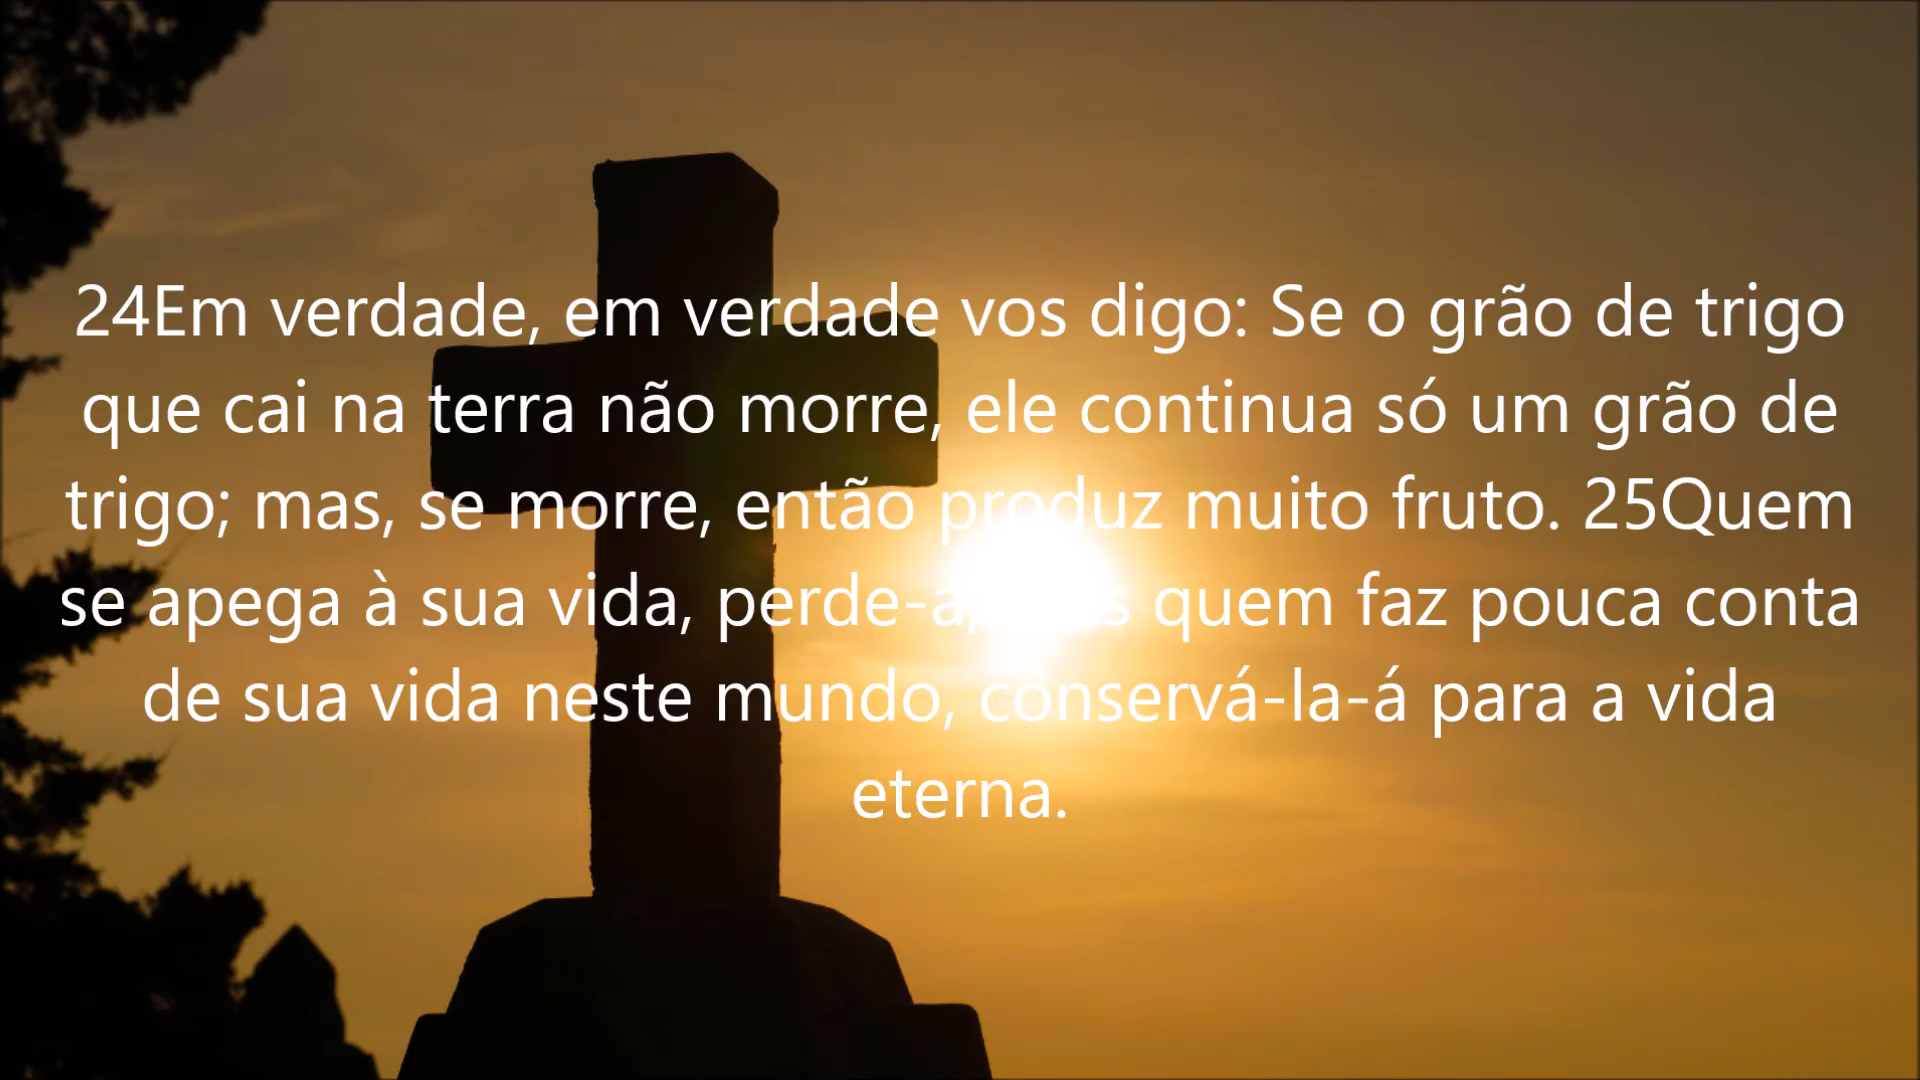 24Em verdade, em verdade vos digo: Se o grão de trigo
que cai na terra não morre, ele continua só um grão de
trigo; mas, se morre, então produz muito fruto. 25Quem
se apega à sua vida, perde-a; mas quem faz pouca conta
de sua vida neste mundo, conservá-la-á para a vida
eterna.